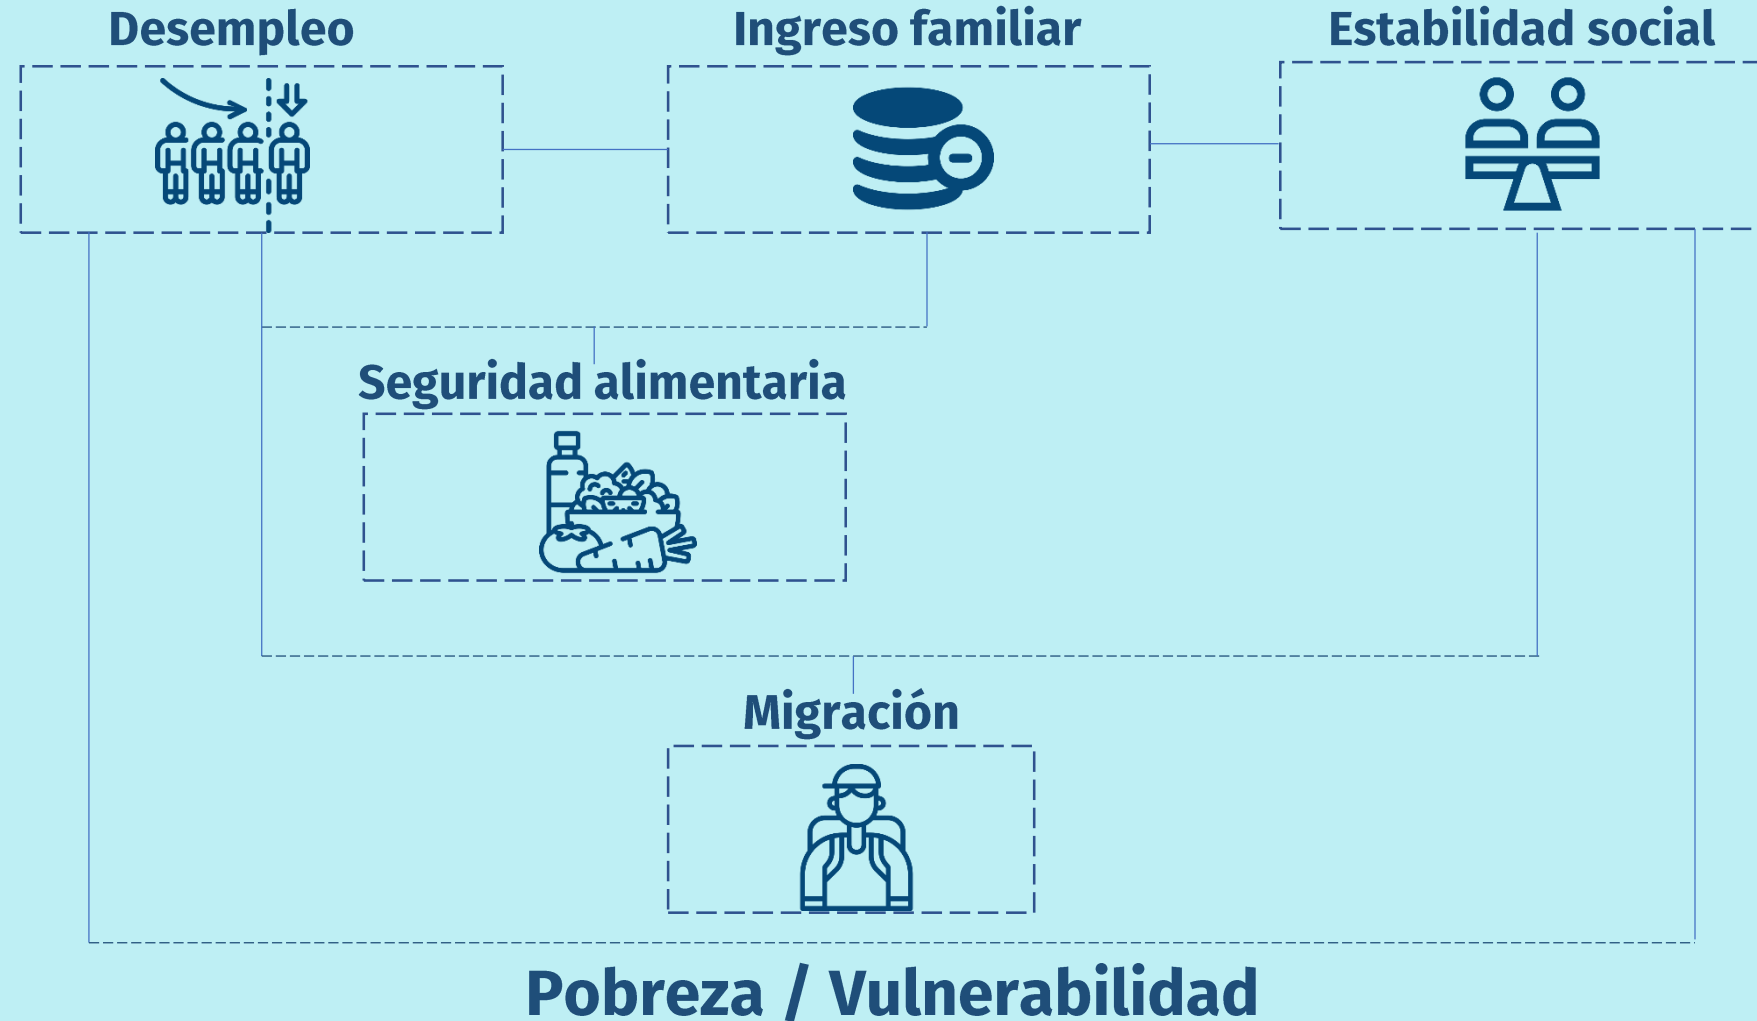 Desempleo
Ingreso familiar
Estabilidad social
Seguridad alimentaria
Migración
Pobreza / Vulnerabilidad